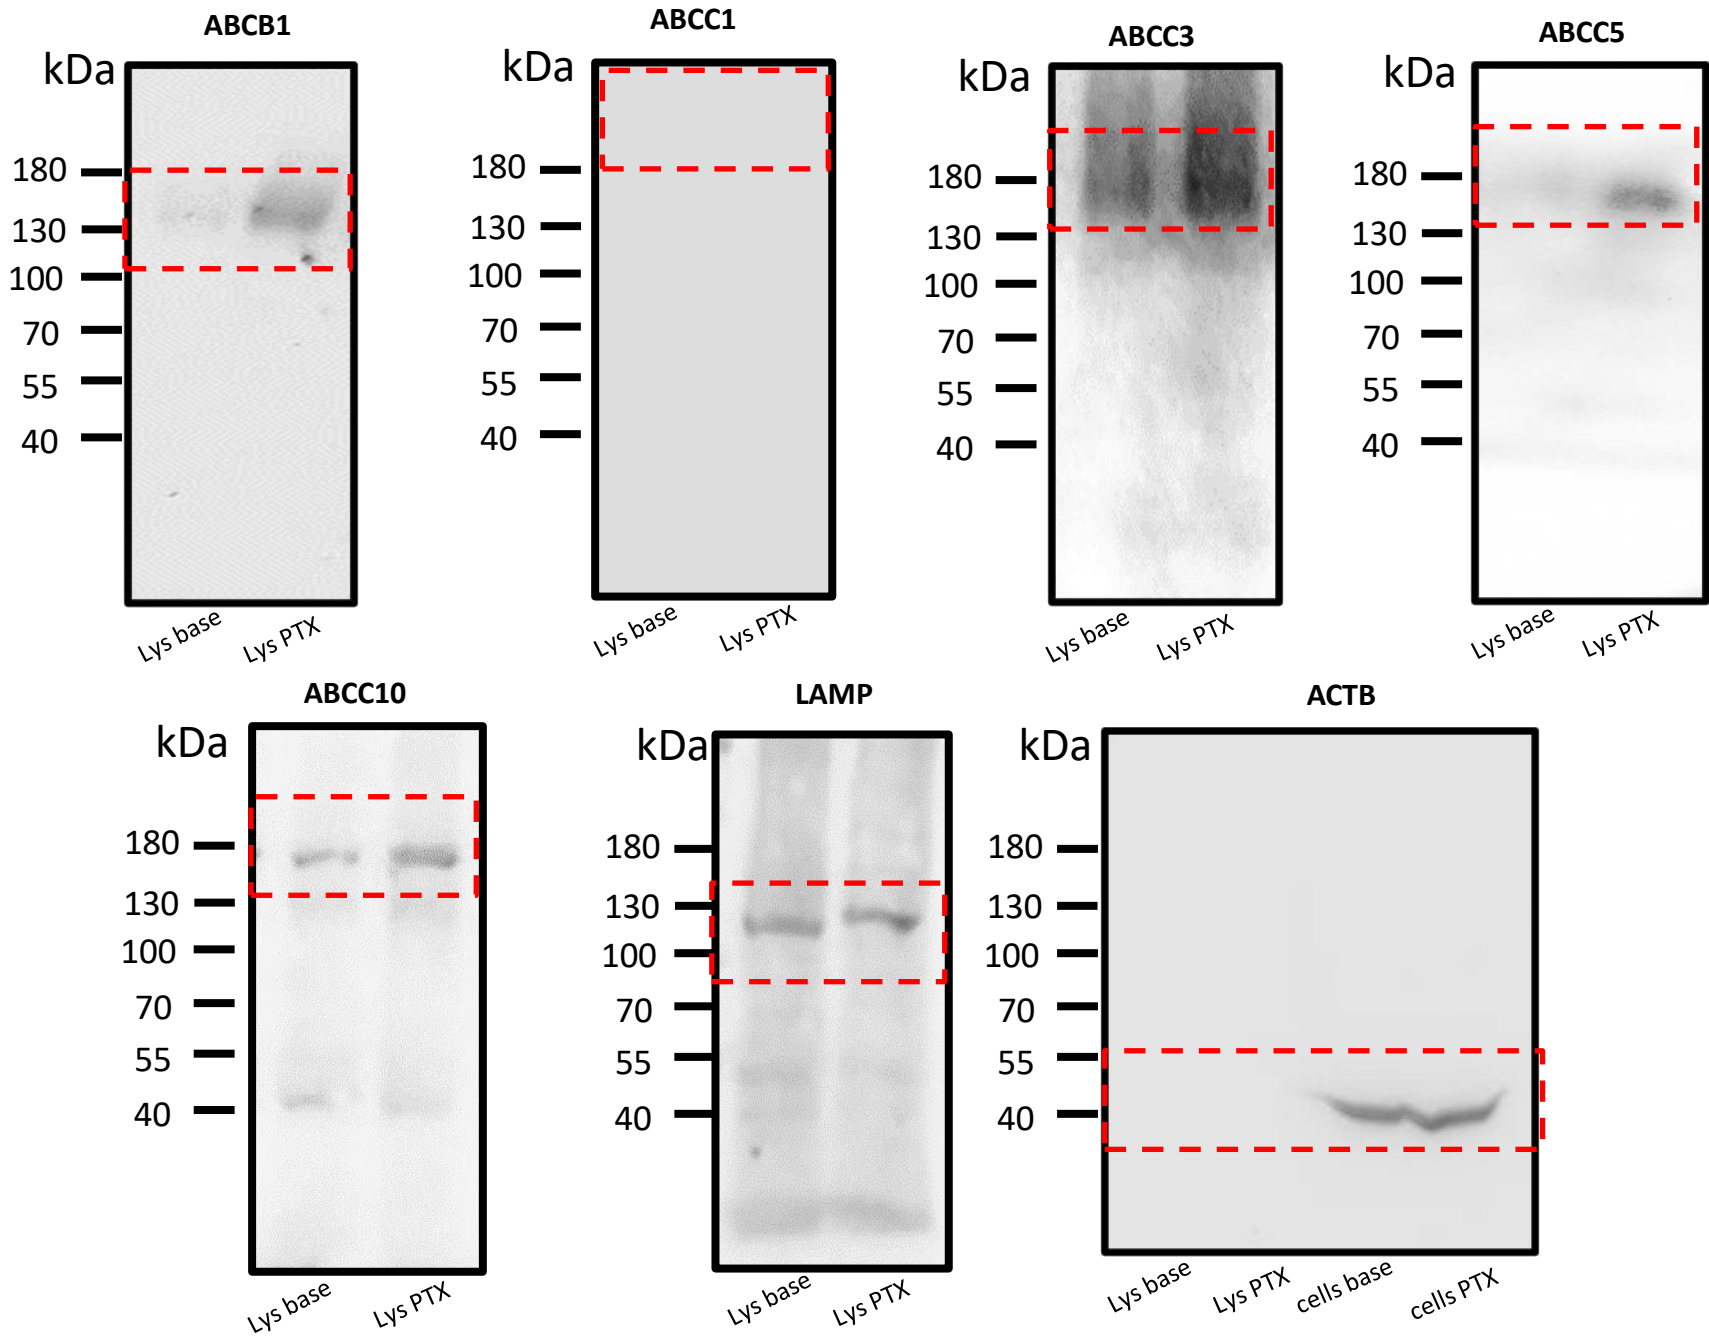 ABCB1
kDa
180
130
100
70
55
40
Lys base
Lys PTX
ABCC1
kDa
180
130
100
70
55
40
Lys base
Lys PTX
ABCC3
kDa
180
130
100
70
55
40
Lys base
Lys PTX
ABCC5
kDa
180
130
100
70
55
40
Lys base
Lys PTX
ABCC10
kDa
180
130
100
70
55
40
Lys base
Lys PTX
LAMP
kDa
180
130
100
70
55
40
Lys base
Lys PTX
ACTB
kDa
180
130
100
70
55
40
Lys base
Lys PTX
cells base
cells PTX